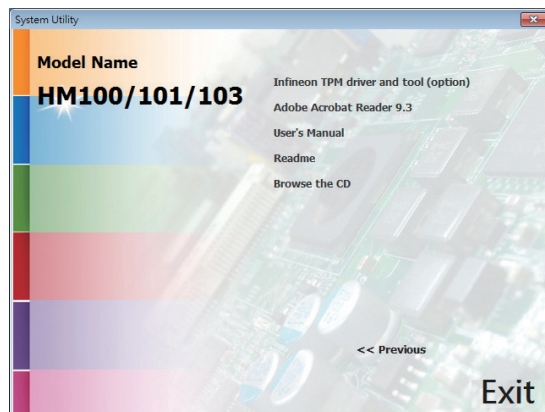 System Utility
Model Name
HM100/101/103
Infineon TPM driver and tool (option)
Adobe Acrobat Reader 9.3
User's Manual
Readme
Browse the CD
<< Previous
Exit